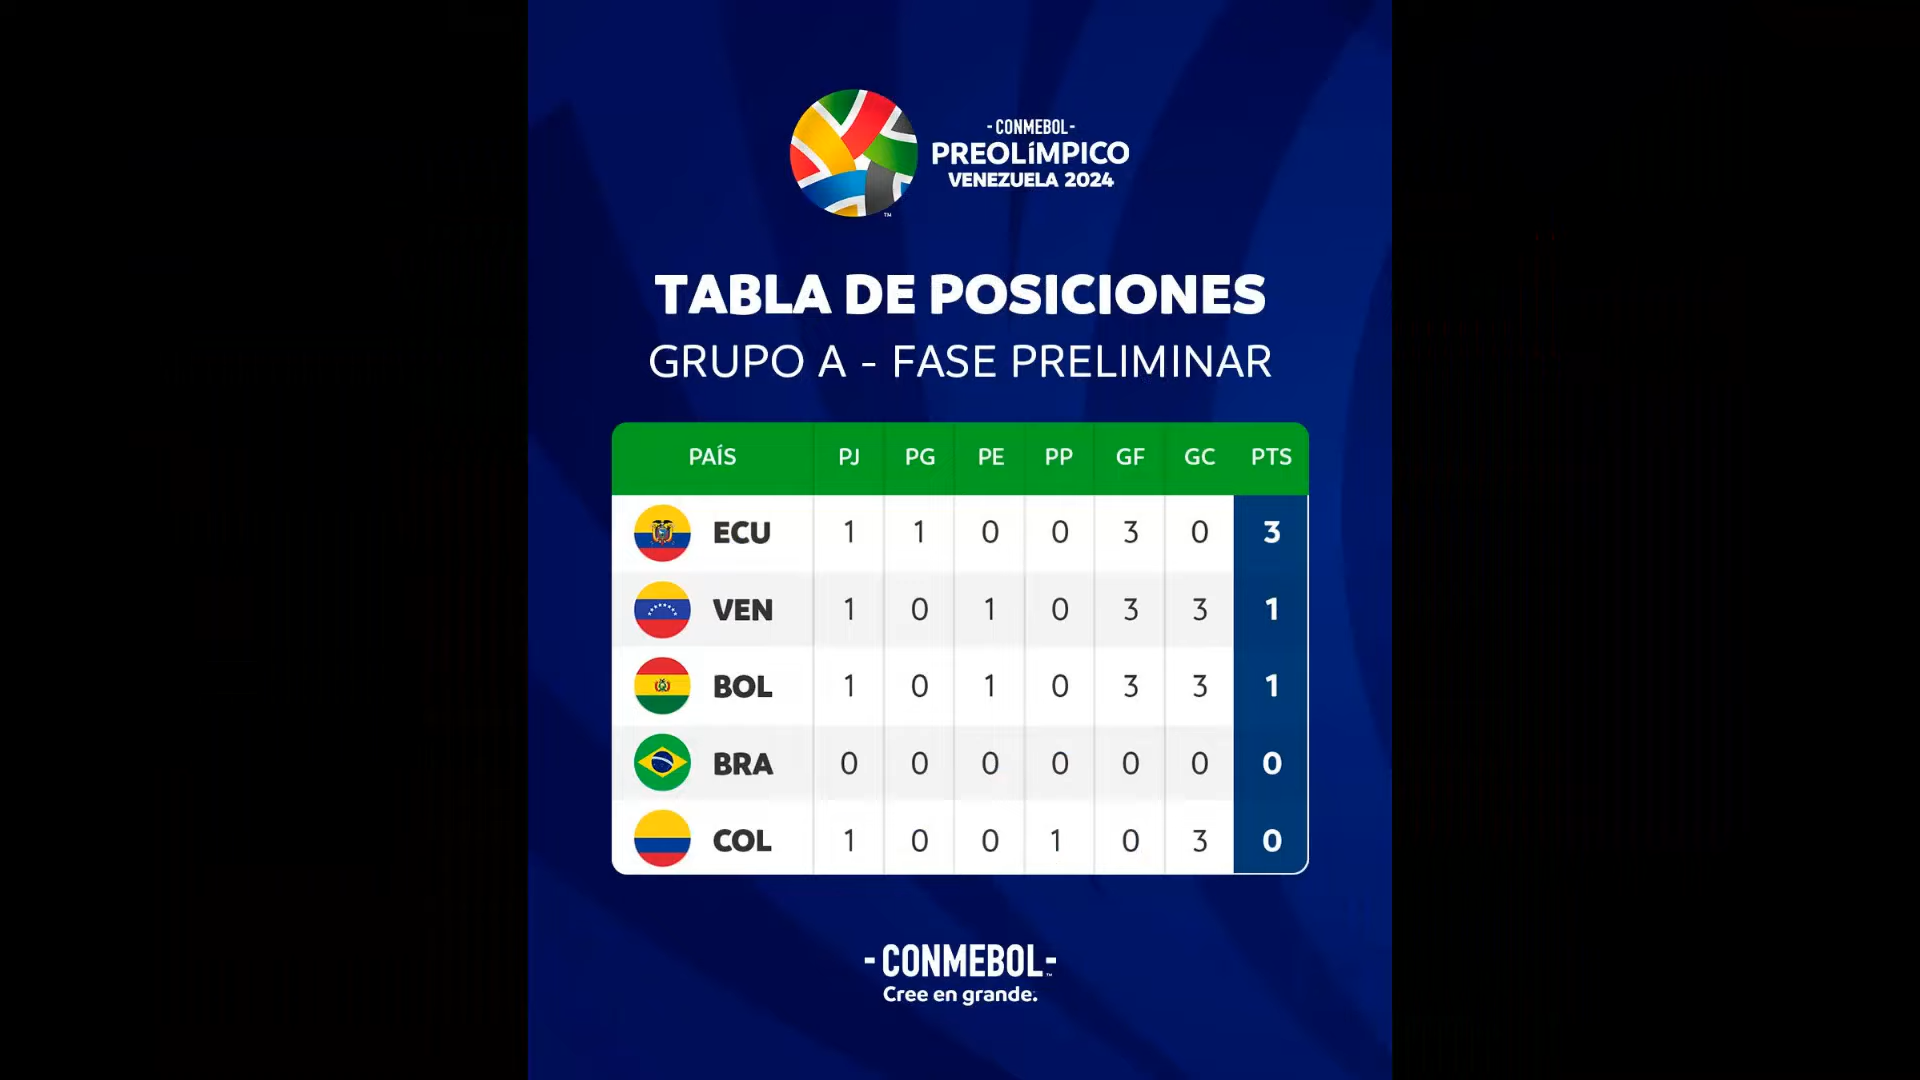 - CONMEBOL -
PREOLÍMPICO
VENEZUELA 2024
TM
TABLA DE POSICIONES
GRUPO A - FASE PRELIMINAR
PAÍS PJ PG PE PP GF GC PTS
ECU 1 1 0 0 3 0 3
VEN 1 0 1 0 3 3 1
BOL 1 0 1 0 3 3 1
BRA 0 0 0 0 0 0 0
COL 1 0 0 1 0 3 0
- CONMEBOL -
Cree en grande.